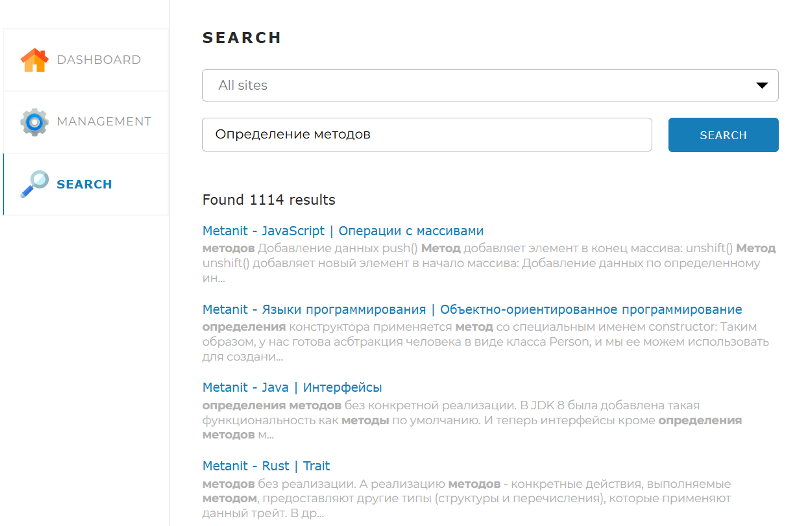 SEARCH
DASHBOARD
All sites
MANAGEMENT
Определение методов
SEARCH
SEARCH
Found 1114 results
Metanit - JavaScript | Операции с массивами
методов Добавление данных push() Метод добавляет элемент в конец массива: unshift() Метод
unshift() добавляет новый элемент в начало массива: Добавление данных по определенному
ин...
Metanit - Языки программирования | Объектно-ориентированное программирование
определения конструктора применяется метод со специальным именем constructor: Таким
образом, у нас готова асбтракция человека в виде класса Person, и мы ее можем использовать
для создани...
Metanit - Java | Интерфейсы
определения методов без конкретной реализации. В JDK 8 была добавлена такая
функциональность как методы по умолчанию. И теперь интерфейсы кроме определения
методов м...
Metanit - Rust | Trait
методов без реализации. А реализацию методов - конкретные действия, выполняемые
методом, предоставляют другие типы (структуры и перечисления), которые применяют
данный трейт. В др...